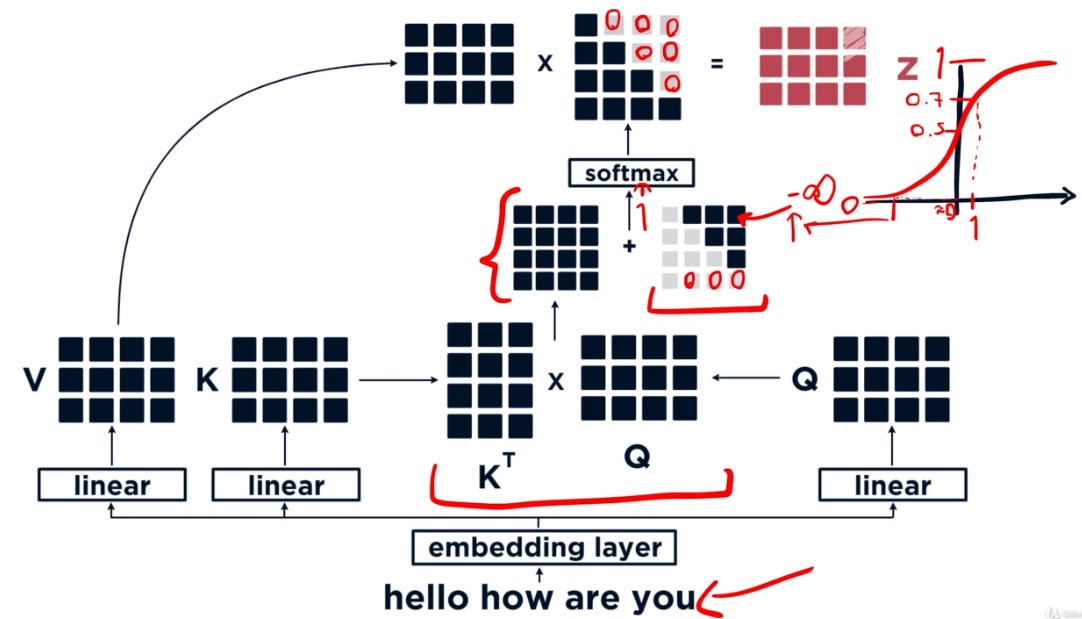 0 0 0
0 0
0
x
=
Z
1
0.7
0.5
softmax
1
-∞
0
≈0
1
+
0 0 0
V
K
x
Q
K^T
Q
linear
linear
linear
embedding layer
hello how are you